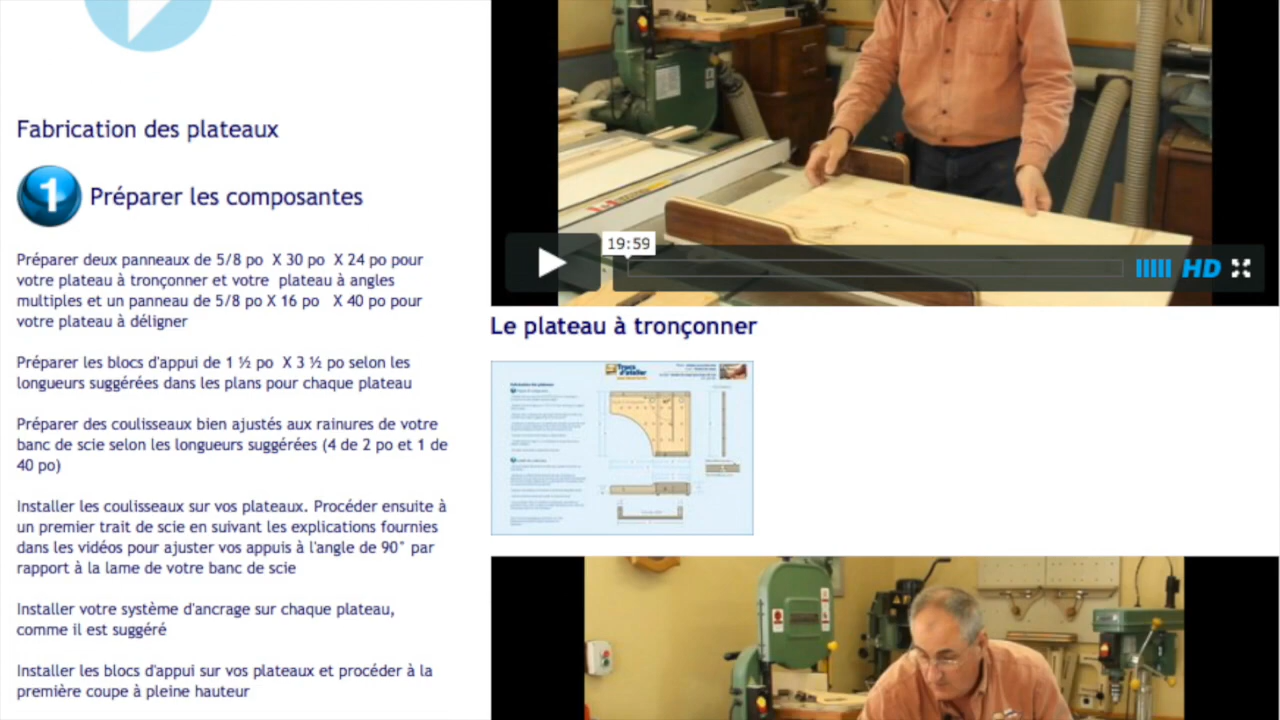 Fabrication des plateaux
1 Préparer les composantes
Préparer deux panneaux de 5/8 po X 30 po X 24 po pour
votre plateau à tronçonner et votre plateau à angles
multiples et un panneau de 5/8 po X 16 po X 40 po pour
votre plateau à déligner
Préparer les blocs d'appui de 1 ½ po X 3 ½ po selon les
longueurs suggérées dans les plans pour chaque plateau
Préparer des coulisseaux bien ajustés aux rainures de votre
banc de scie selon les longueurs suggérées (4 de 2 po et 1 de
40 po)
Installer les coulisseaux sur vos plateaux. Procéder ensuite à
un premier trait de scie en suivant les explications fournies
dans les vidéos pour ajuster vos appuis à l'angle de 90° par
rapport à la lame de votre banc de scie
Installer votre système d'ancrage sur chaque plateau,
comme il est suggéré
Installer les blocs d'appui sur vos plateaux et procéder à la
première coupe à pleine hauteur
19:59
HD
Le plateau à tronçonner
Trucs
d'atelier